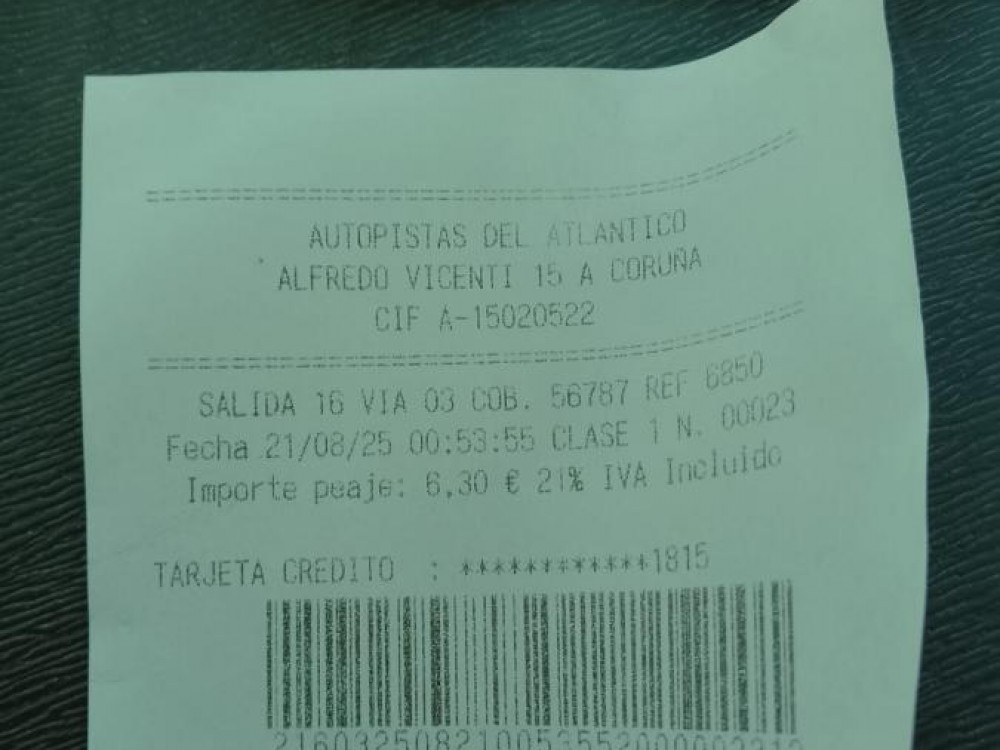 AUTOPISTAS DEL ATLANTICO
ALFREDO VICENTI 15 A CORUÑA
CIF A-15020522
SALIDA 16 VIA 03 COB. 56787 REF 6850
Fecha 21/08/25 00:53:55 CLASE 1 N. 00023
Importe peaje: 6,30 € 21% IVA Incluido
TARJETA CREDITO : ************1815